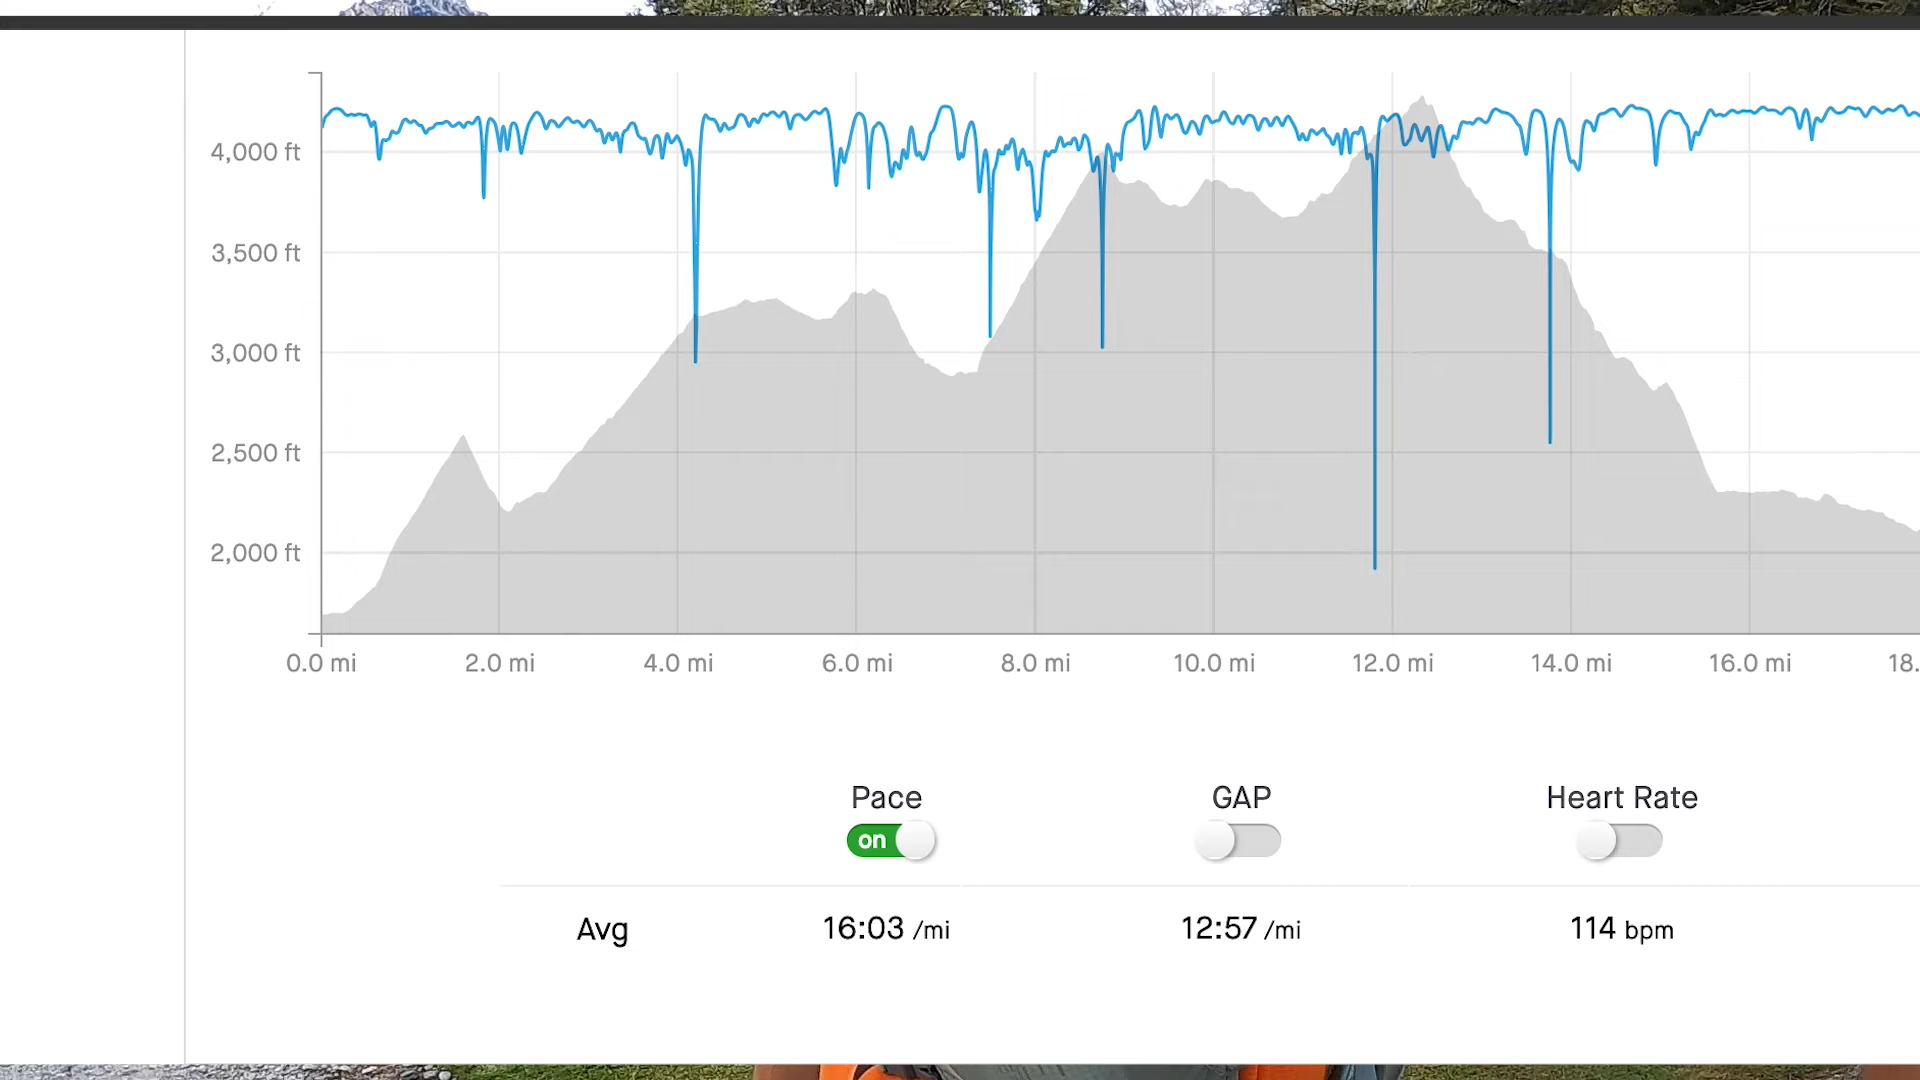 4,000 ft
3,500 ft
3,000 ft
2,500 ft
2,000 ft
0.0 mi 2.0 mi 4.0 mi 6.0 mi 8.0 mi 10.0 mi 12.0 mi 14.0 mi 16.0 mi 18.
Pace GAP Heart Rate
on
Avg 16:03 /mi 12:57 /mi 114 bpm